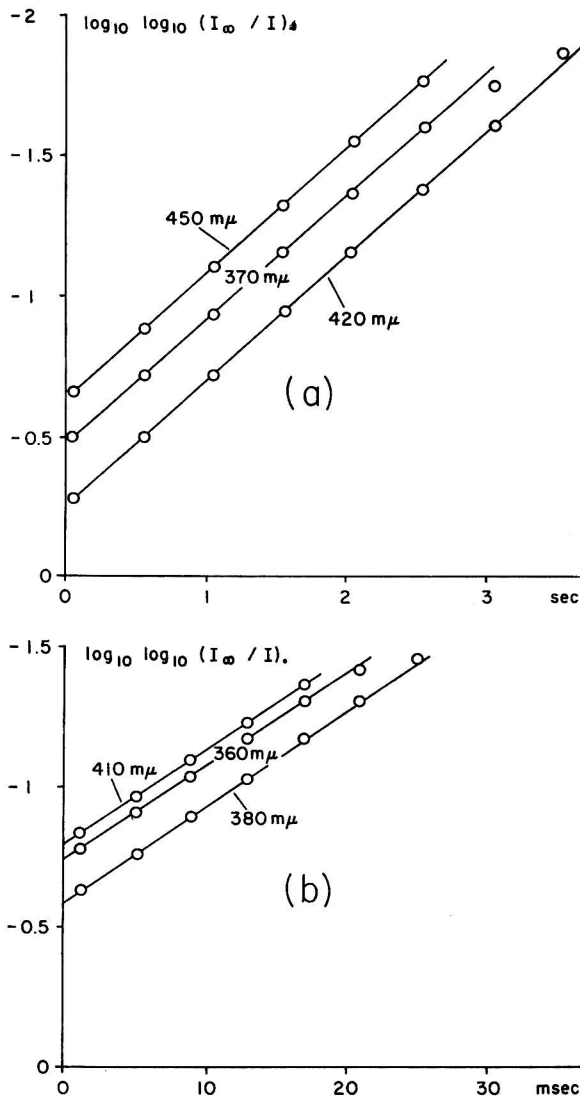 -2
log₁₀ log₁₀ (I∞ / I)
-1.5
450 mµ
370 mµ
-1
420 mµ
(a)
-0.5
0
0 1 2 3 sec
-1.5
log₁₀ log₁₀ (I∞ / I).
410 mµ
360 mµ
-1
380 mµ
(b)
-0.5
0
0 10 20 30 msec